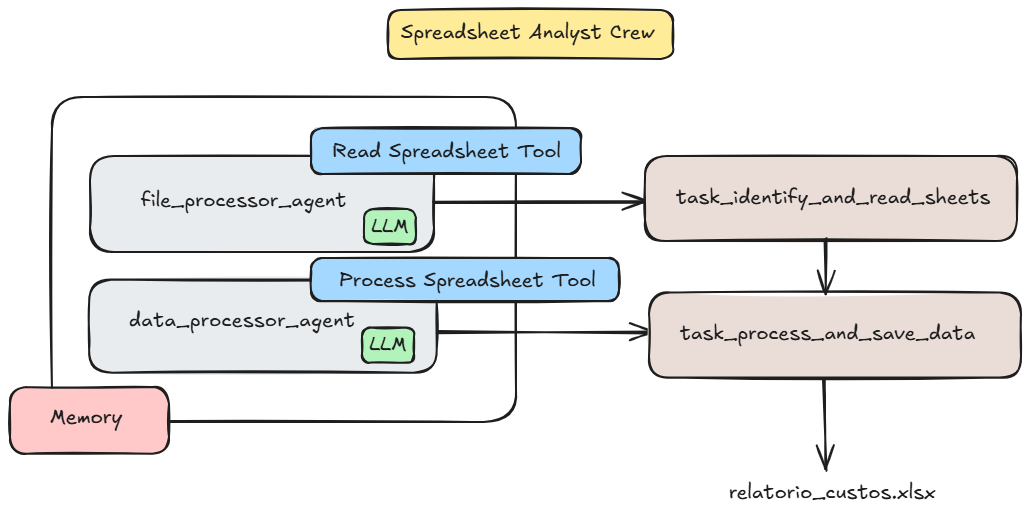 Spreadsheet Analyst Crew
Read Spreadsheet Tool
file_processor_agent
LLM
task_identify_and_read_sheets
Process Spreadsheet Tool
data_processor_agent
LLM
task_process_and_save_data
Memory
relatorio_custos.xlsx